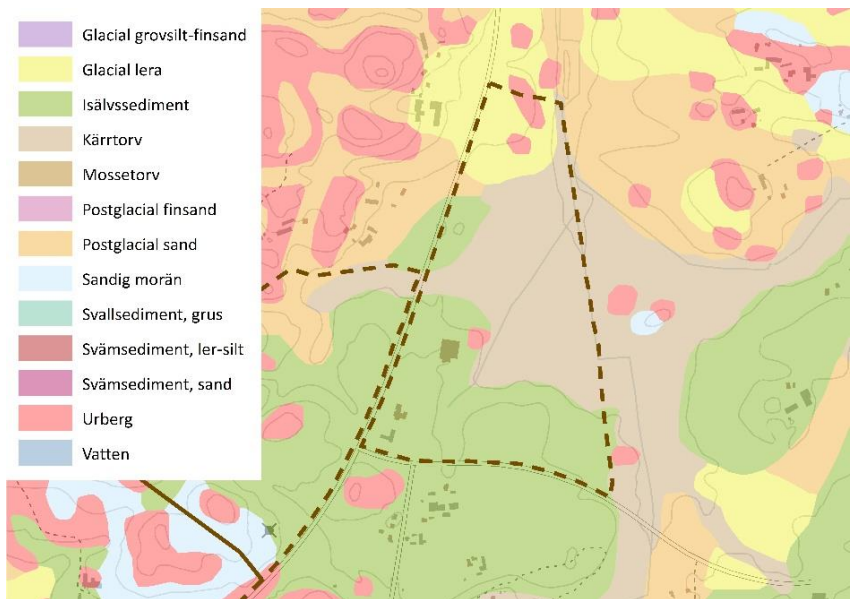 Glacial grovsilt-finsand
Glacial lera
Isälvssediment
Kärrtorv
Mossetorv
Postglacial finsand
Postglacial sand
Sandig morän
Svallsediment, grus
Svämsediment, ler-silt
Svämsediment, sand
Urberg
Vatten